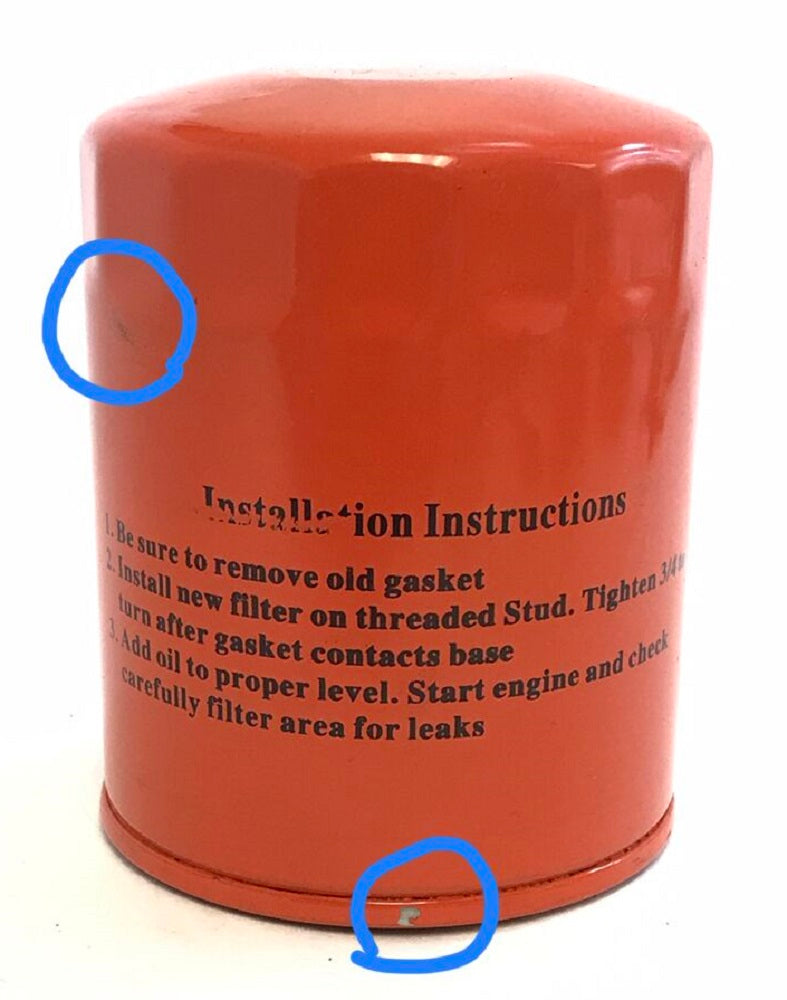 Installation Instructions
1. Be sure to remove old gasket
2. Install new filter on threaded Stud. Tighten 3/4
turn after gasket contacts base
3. Add oil to proper level. Start engine and check
carefully filter area for leaks